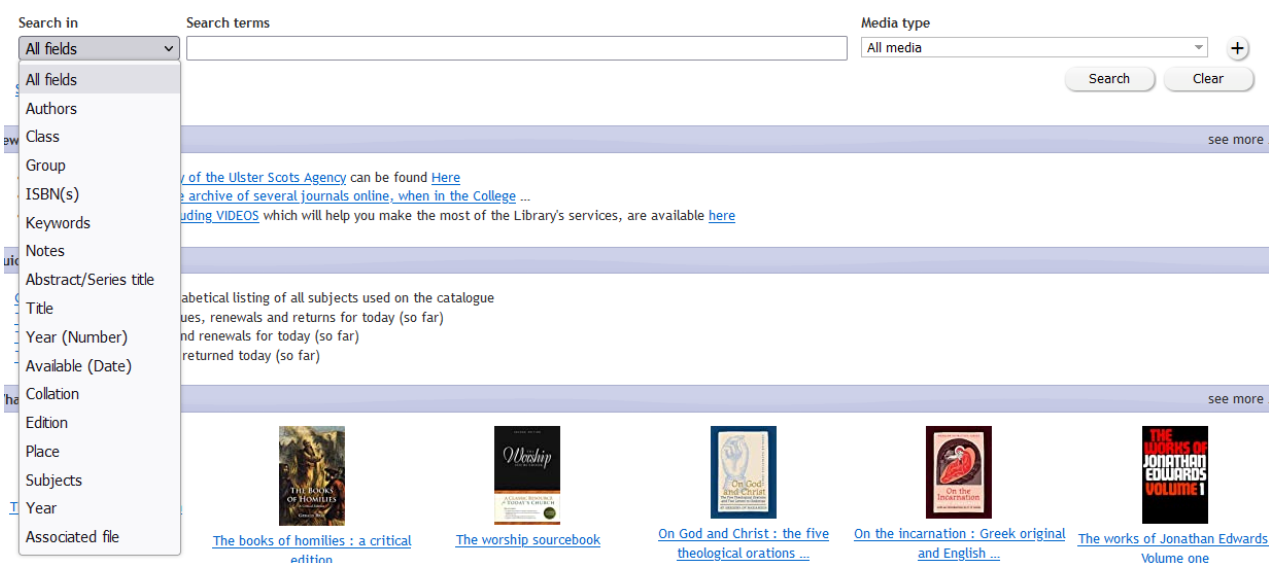 Search in Search terms Media type
All fields All media +
Search Clear
All fields
Authors
Class
Group
ISBN(s)
Keywords
Notes
Abstract/Series title
Title
Year (Number)
Available (Date)
Collation
Edition
Place
Subjects
Year
Associated file
see more
of the Ulster Scots Agency can be found Here
archive of several journals online, when in the College ...
uding VIDEOS which will help you make the most of the Library's services, are available here
abetical listing of all subjects used on the catalogue
ues, renewals and returns for today (so far)
nd renewals for today (so far)
returned today (so far)
see more
THE BOOKS OF HOMILIES
Worship
On God and Christ
On the Incarnation
THE WORKS OF JONATHAN EDWARDS VOLUME 1
The books of homilies : a critical edition
The worship sourcebook
On God and Christ : the five theological orations ...
On the incarnation : Greek original and English ...
The works of Jonathan Edwards Volume one